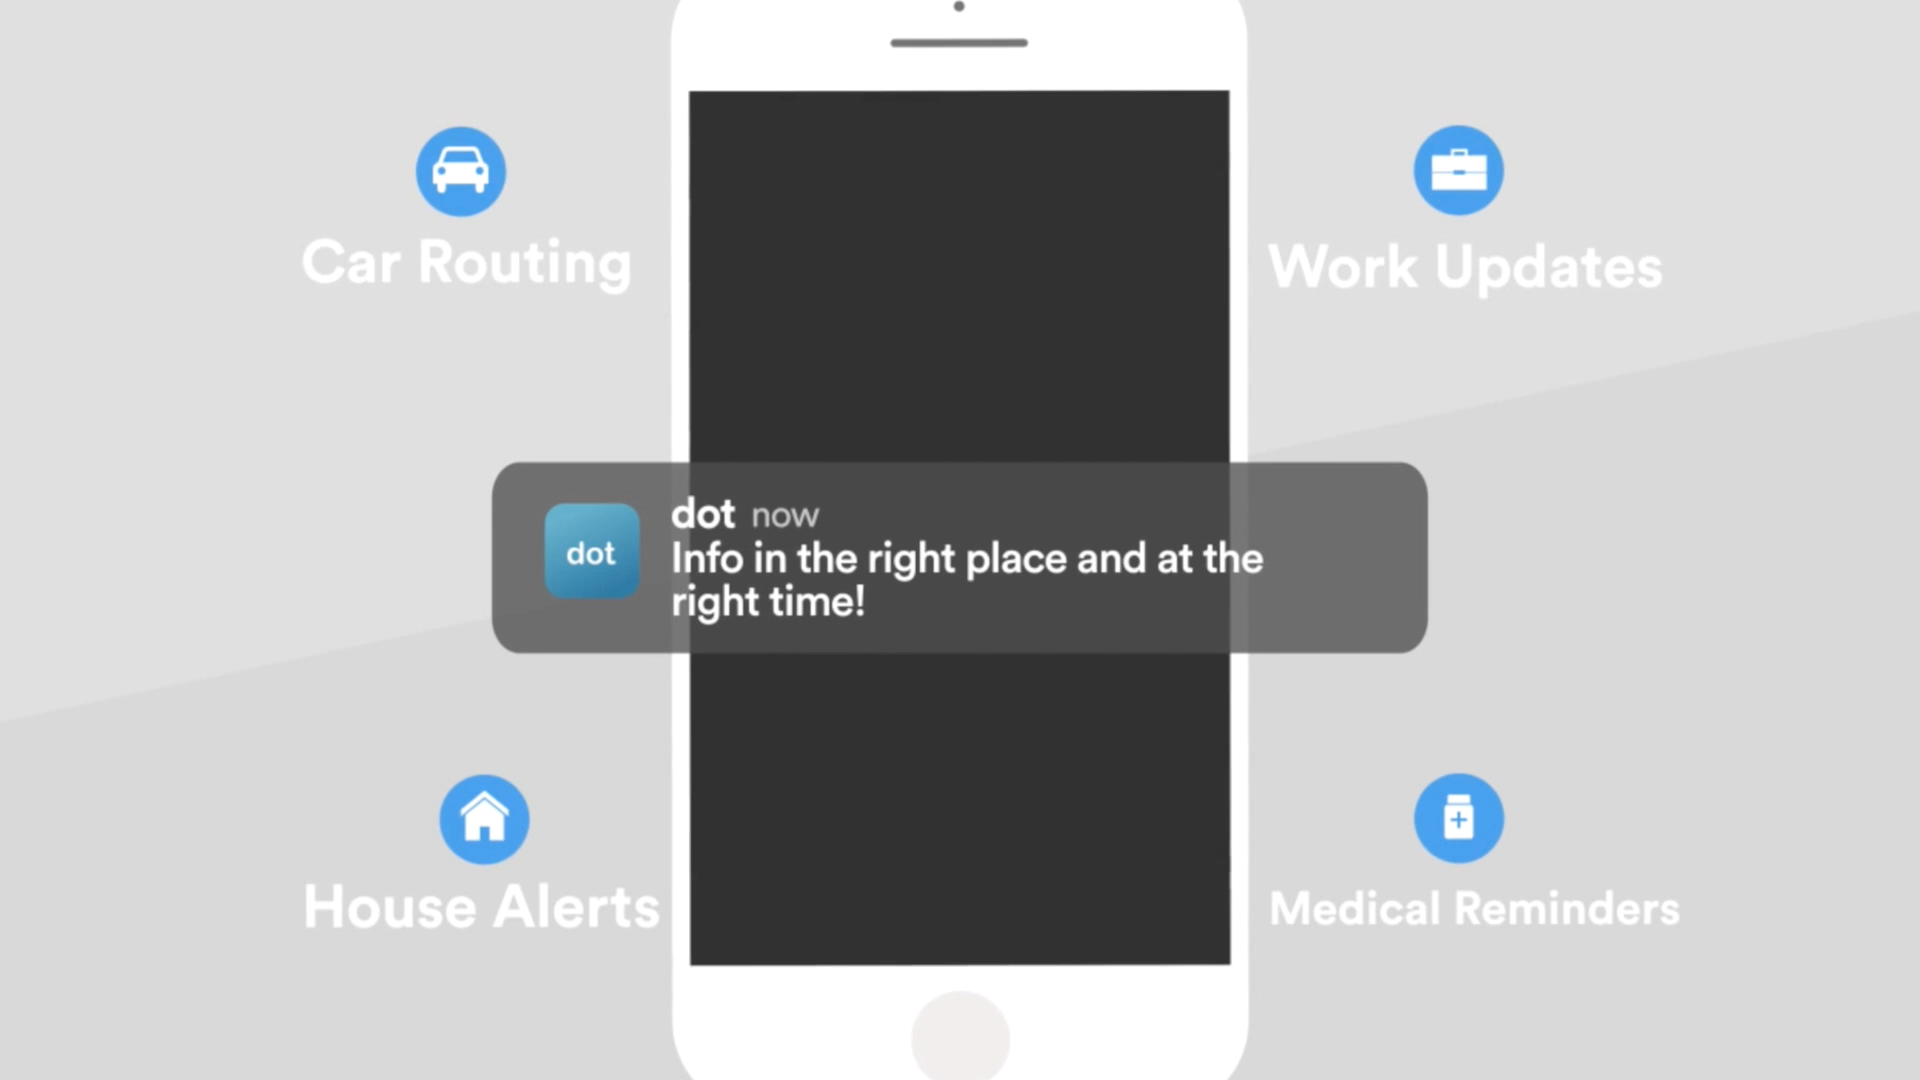 Car Routing
Work Updates
dot
dot now
Info in the right place and at the
right time!
House Alerts
Medical Reminders